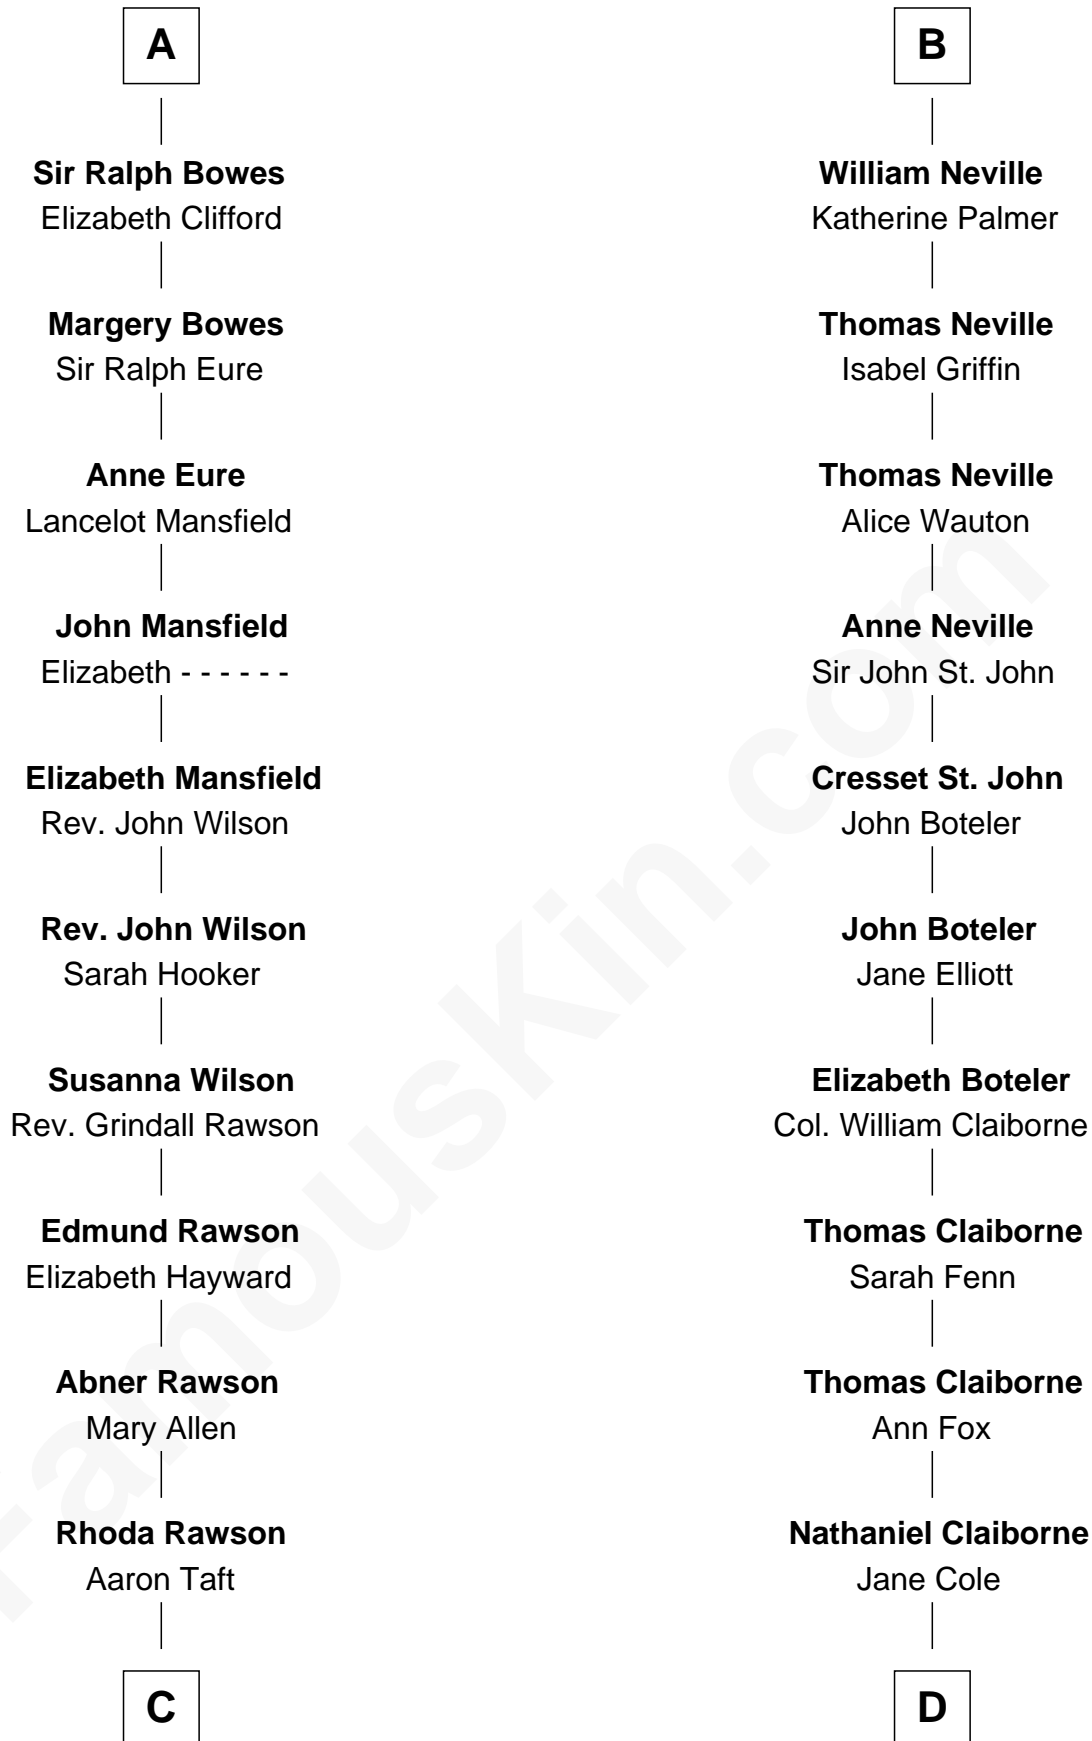 A
Sir Ralph Bowes
Elizabeth Clifford
Margery Bowes
Sir Ralph Eure
Anne Eure
Lancelot Mansfield
John Mansfield
Elizabeth - - - - - -
Elizabeth Mansfield
Rev. John Wilson
Rev. John Wilson
Sarah Hooker
Susanna Wilson
Rev. Grindall Rawson
Edmund Rawson
Elizabeth Hayward
Abner Rawson
Mary Allen
Rhoda Rawson
Aaron Taft
C
B
William Neville
Katherine Palmer
Thomas Neville
Isabel Griffin
Thomas Neville
Alice Wauton
Anne Neville
Sir John St. John
Cresset St. John
John Boteler
John Boteler
Jane Elliott
Elizabeth Boteler
Col. William Claiborne
Thomas Claiborne
Sarah Fenn
Thomas Claiborne
Ann Fox
Nathaniel Claiborne
Jane Cole
D
FamousKin.com